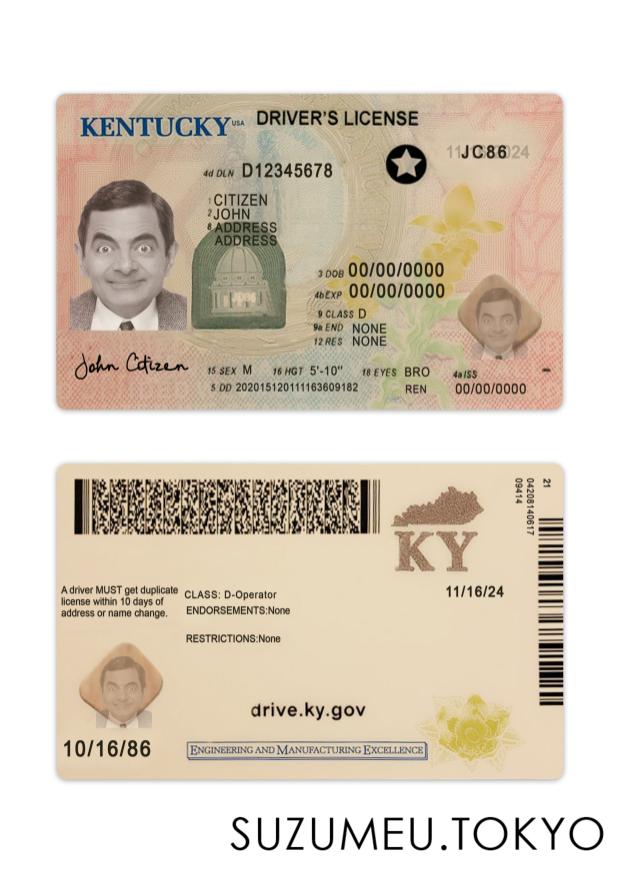 KENTUCKY USA DRIVER'S LICENSE
JC86
4d DLN D12345678
1 CITIZEN
2 JOHN
8 ADDRESS
ADDRESS
3 DOB 00/00/0000
4b EXP 00/00/0000
9 CLASS D
9a END NONE
12 RES NONE
John Citizen
15 SEX M 16 HGT 5'-10" 18 EYES BRO 4a ISS
5 DD 202015120111163609182 REN 00/00/0000
KY
21
04208140617
09414
11/16/24
A driver MUST get duplicate
license within 10 days of
address or name change.
CLASS: D-Operator
ENDORSEMENTS:None
RESTRICTIONS:None
drive.ky.gov
10/16/86
ENGINEERING AND MANUFACTURING EXCELLENCE
SUZUMEU.TOKYO